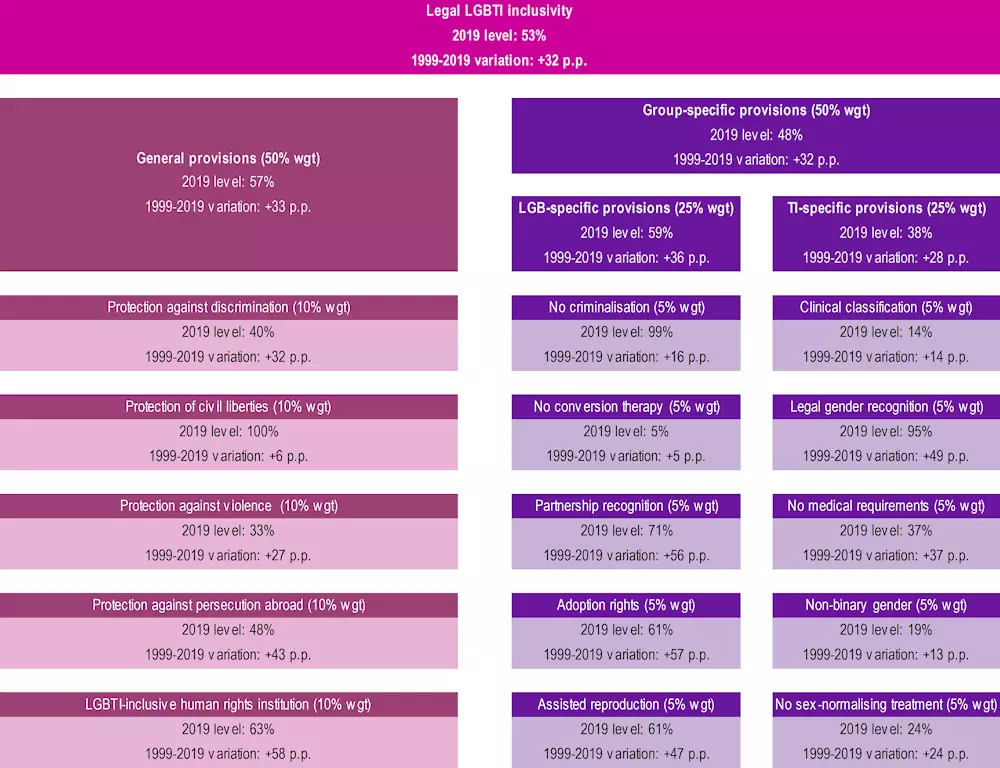 Legal LGBTI inclusivity
2019 level: 53%
1999-2019 variation: +32 p.p.
General provisions (50% wgt)
2019 level: 57%
1999-2019 variation: +33 p.p.
Group-specific provisions (50% wgt)
2019 level: 48%
1999-2019 variation: +32 p.p.
LGB-specific provisions (25% wgt)
2019 level: 59%
1999-2019 variation: +36 p.p.
TI-specific provisions (25% wgt)
2019 level: 38%
1999-2019 variation: +28 p.p.
Protection against discrimination (10% wgt)
2019 level: 40%
1999-2019 variation: +32 p.p.
Protection of civil liberties (10% wgt)
2019 level: 100%
1999-2019 variation: +6 p.p.
Protection against violence (10% wgt)
2019 level: 33%
1999-2019 variation: +27 p.p.
Protection against persecution abroad (10% wgt)
2019 level: 48%
1999-2019 variation: +43 p.p.
LGBTI-inclusive human rights institution (10% wgt)
2019 level: 63%
1999-2019 variation: +58 p.p.
No criminalisation (5% wgt)
2019 level: 99%
1999-2019 variation: +16 p.p.
No conversion therapy (5% wgt)
2019 level: 5%
1999-2019 variation: +5 p.p.
Partnership recognition (5% wgt)
2019 level: 71%
1999-2019 variation: +56 p.p.
Adoption rights (5% wgt)
2019 level: 61%
1999-2019 variation: +57 p.p.
Assisted reproduction (5% wgt)
2019 level: 61%
1999-2019 variation: +47 p.p.
Clinical classification (5% wgt)
2019 level: 14%
1999-2019 variation: +14 p.p.
Legal gender recognition (5% wgt)
2019 level: 95%
1999-2019 variation: +49 p.p.
No medical requirements (5% wgt)
2019 level: 37%
1999-2019 variation: +37 p.p.
Non-binary gender (5% wgt)
2019 level: 19%
1999-2019 variation: +13 p.p.
No sex-normalising treatment (5% wgt)
2019 level: 24%
1999-2019 variation: +24 p.p.